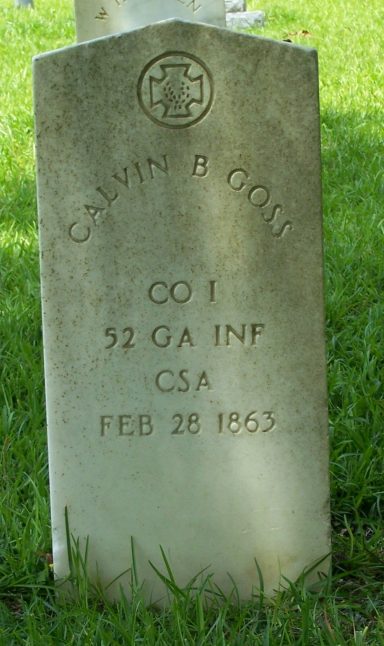 CALVIN B GOSS
CO I
52 GA INF
CSA
FEB 28 1863